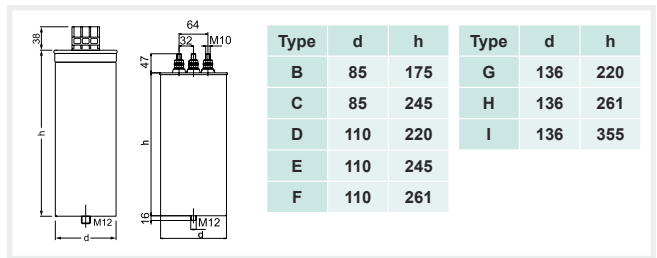 38
h
M12
d
64
32
M10
47
h
16
M12
d
Type d h
B 85 175
C 85 245
D 110 220
E 110 245
F 110 261
Type d h
G 136 220
H 136 261
I 136 355